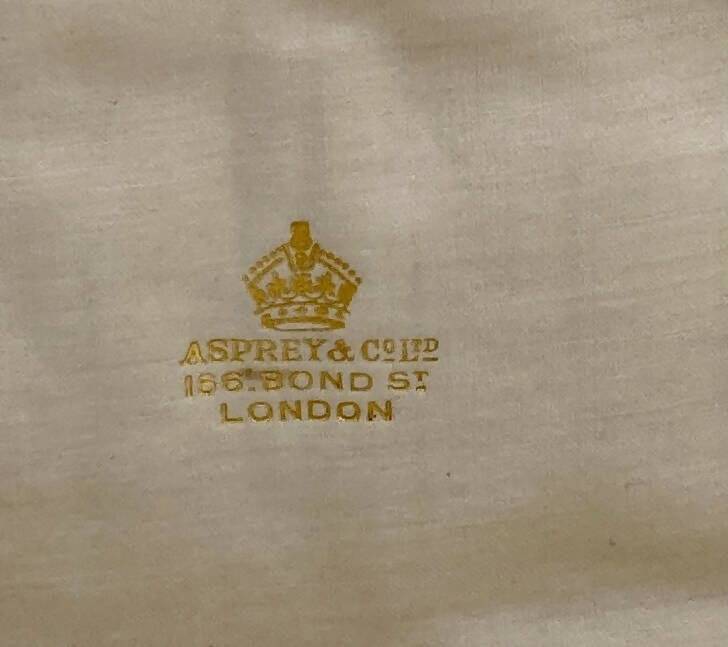 ASPREY & Cº LTD
166. BOND ST
LONDON